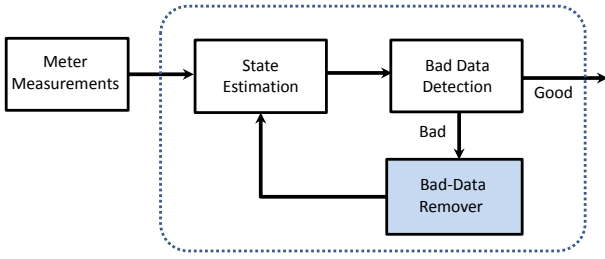 Meter
Measurements
State
Estimation
Bad Data
Detection
Good
Bad
Bad-Data
Remover